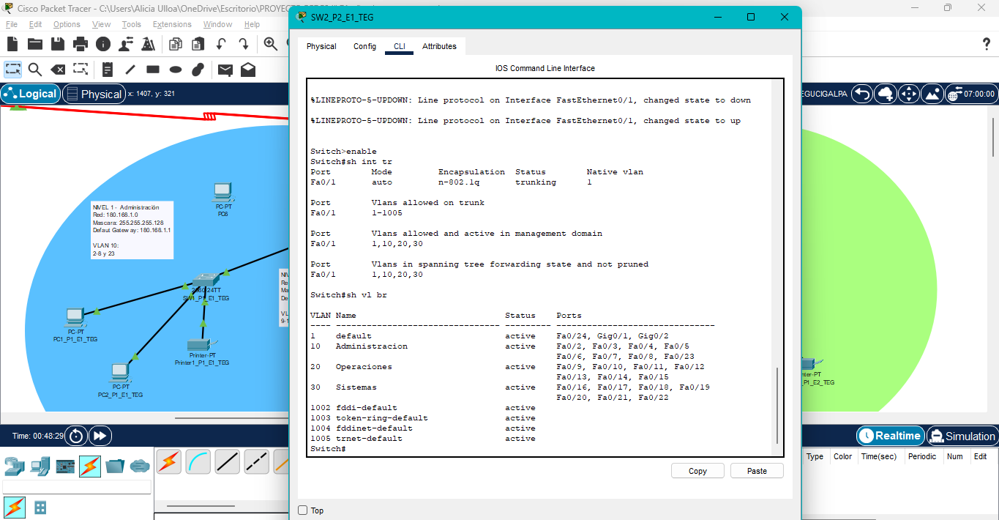 Cisco Packet Tracer - C:\Users\Alicia Ulloa\OneDrive\Escritorio\PROYECTO
File Edit Options View Tools Extensions Window Help
Logical Physical x: 1407, y: 321
EGUCIGALPA 07:00:00
NIVEL 1 - Administración
Red: 180.168.1.0
Mascara: 255.255.255.128
Defaut Gateway: 180.168.1.1
VLAN 10:
2-8 y 23
PC-PT
PC6
2960-24TT
SW1_P1_E1_TEG
PC-PT
PC1_P1_E1_TEG
Printer-PT
Printer1_P1_E1_TEG
PC-PT
PC2_P1_E1_TEG
NIV
Re
Ma
De
VL
9-1
SW2_P2_E1_TEG
Physical Config CLI Attributes
IOS Command Line Interface
%LINEPROTO-5-UPDOWN: Line protocol on Interface FastEthernet0/1, changed state to down
%LINEPROTO-5-UPDOWN: Line protocol on Interface FastEthernet0/1, changed state to up
Switch>enable
Switch#sh int tr
Port Mode Encapsulation Status Native vlan
Fa0/1 auto n-802.1q trunking 1
Port Vlans allowed on trunk
Fa0/1 1-1005
Port Vlans allowed and active in management domain
Fa0/1 1,10,20,30
Port Vlans in spanning tree forwarding state and not pruned
Fa0/1 1,10,20,30
Switch#sh vl br
VLAN Name Status Ports
---- -------------------------------- --------- -------------------------------
1 default active Fa0/24, Gig0/1, Gig0/2
10 Administracion active Fa0/2, Fa0/3, Fa0/4, Fa0/5
Fa0/6, Fa0/7, Fa0/8, Fa0/23
20 Operaciones active Fa0/9, Fa0/10, Fa0/11, Fa0/12
Fa0/13, Fa0/14, Fa0/15
30 Sistemas active Fa0/16, Fa0/17, Fa0/18, Fa0/19
Fa0/20, Fa0/21, Fa0/22
1002 fddi-default active
1003 token-ring-default active
1004 fddinet-default active
1005 trnet-default active
Switch#
Copy Paste
Top
nter-PT
_P1_E2_TEG
Time: 00:48:29
Realtime Simulation
Type Color Time(sec) Periodic Num Edit